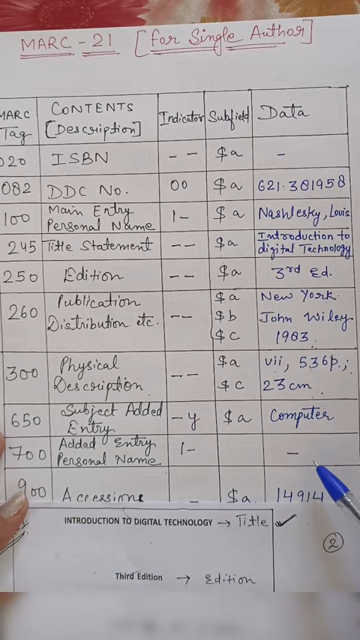 MARC - 21 [for Single Author]
MARC Tag CONTENTS [Description] Indicator Subfield Data
020 ISBN -- $a -
082 DDC No. 00 $a 621.381958
100 Main Entry Personal Name 1- $a Nashlesky, Louis
245 Title Statement -- $a Introduction to digital Technology
250 Edition -- $a 3rd Ed.
260 Publication Distribution etc. -- $a New York.
$b John Wiley
$c 1983.
300 Physical Description -- $a vii, 536p.;
$c 23cm.
650 Subject Added Entry -y $a Computer
700 Added Entry Personal Name 1- -
900 Accessions - $a 14914
INTRODUCTION TO DIGITAL TECHNOLOGY → Title ✓
2
Third Edition → Edition